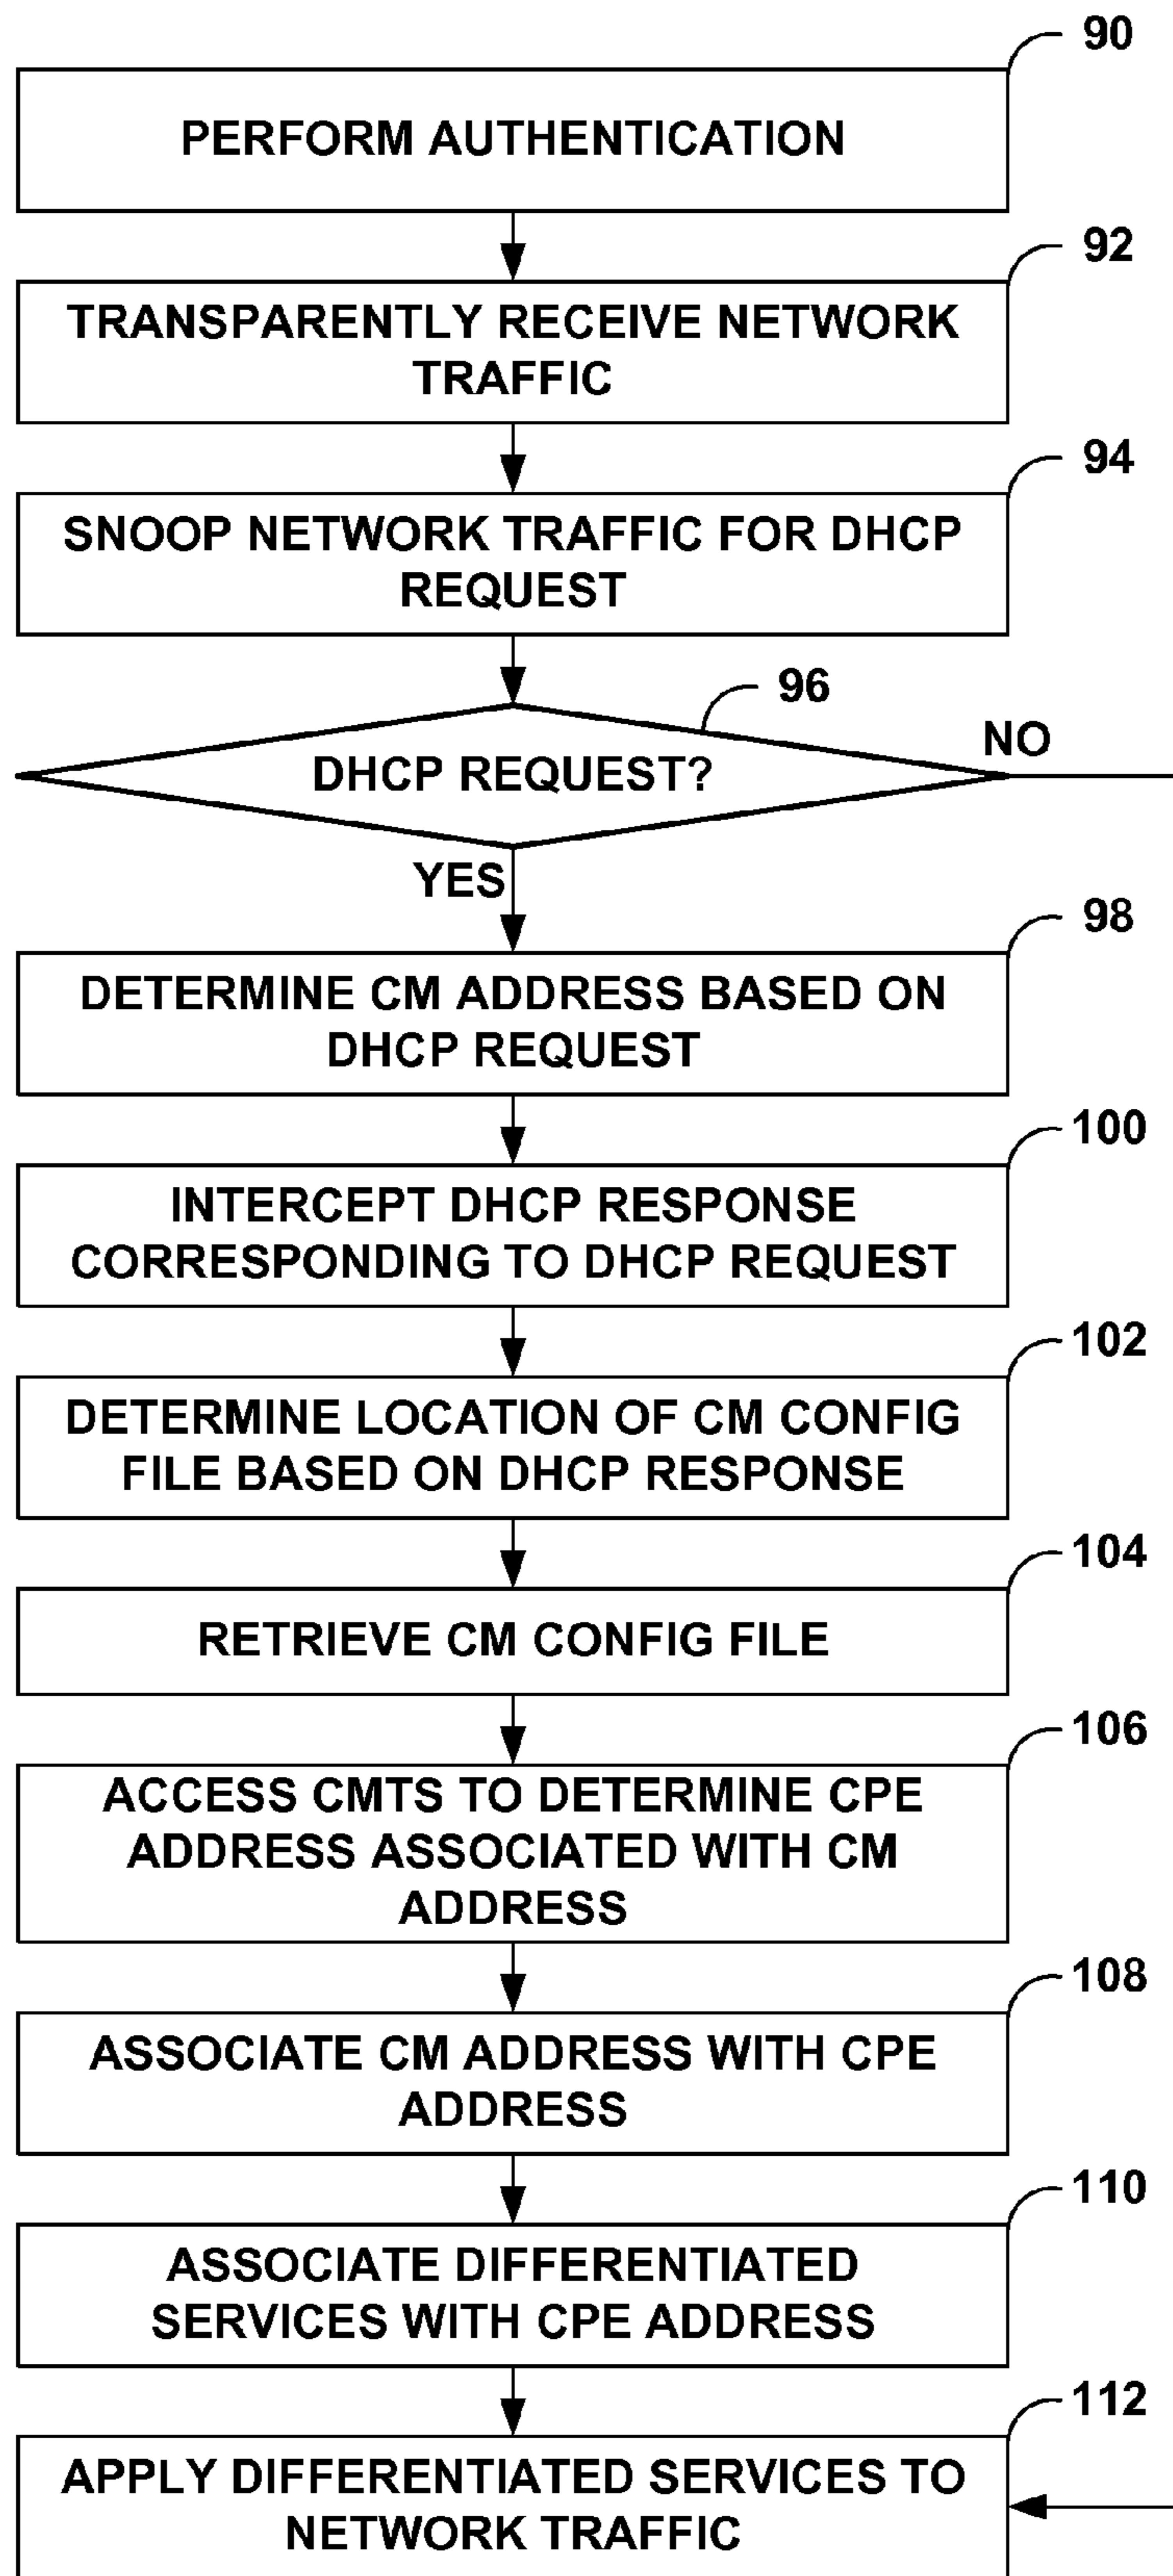 90
PERFORM AUTHENTICATION
92
TRANSPARENTLY RECEIVE NETWORK
TRAFFIC
94
SNOOP NETWORK TRAFFIC FOR DHCP
REQUEST
96
DHCP REQUEST?
NO
YES
98
DETERMINE CM ADDRESS BASED ON
DHCP REQUEST
100
INTERCEPT DHCP RESPONSE
CORRESPONDING TO DHCP REQUEST
102
DETERMINE LOCATION OF CM CONFIG
FILE BASED ON DHCP RESPONSE
104
RETRIEVE CM CONFIG FILE
106
ACCESS CMTS TO DETERMINE CPE
ADDRESS ASSOCIATED WITH CM
ADDRESS
108
ASSOCIATE CM ADDRESS WITH CPE
ADDRESS
110
ASSOCIATE DIFFERENTIATED
SERVICES WITH CPE ADDRESS
112
APPLY DIFFERENTIATED SERVICES TO
NETWORK TRAFFIC